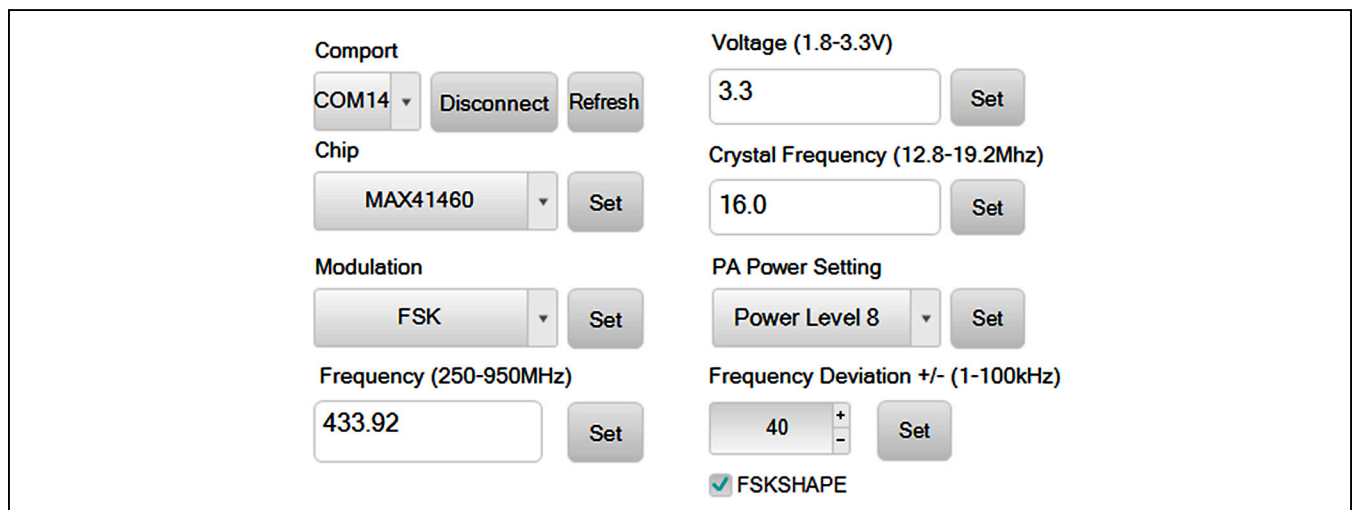 Comport
COM14 Disconnect Refresh
Chip
MAX41460 Set
Modulation
FSK Set
Frequency (250-950MHz)
433.92 Set
Voltage (1.8-3.3V)
3.3 Set
Crystal Frequency (12.8-19.2Mhz)
16.0 Set
PA Power Setting
Power Level 8 Set
Frequency Deviation +/- (1-100kHz)
40 + - Set
FSKSHAPE